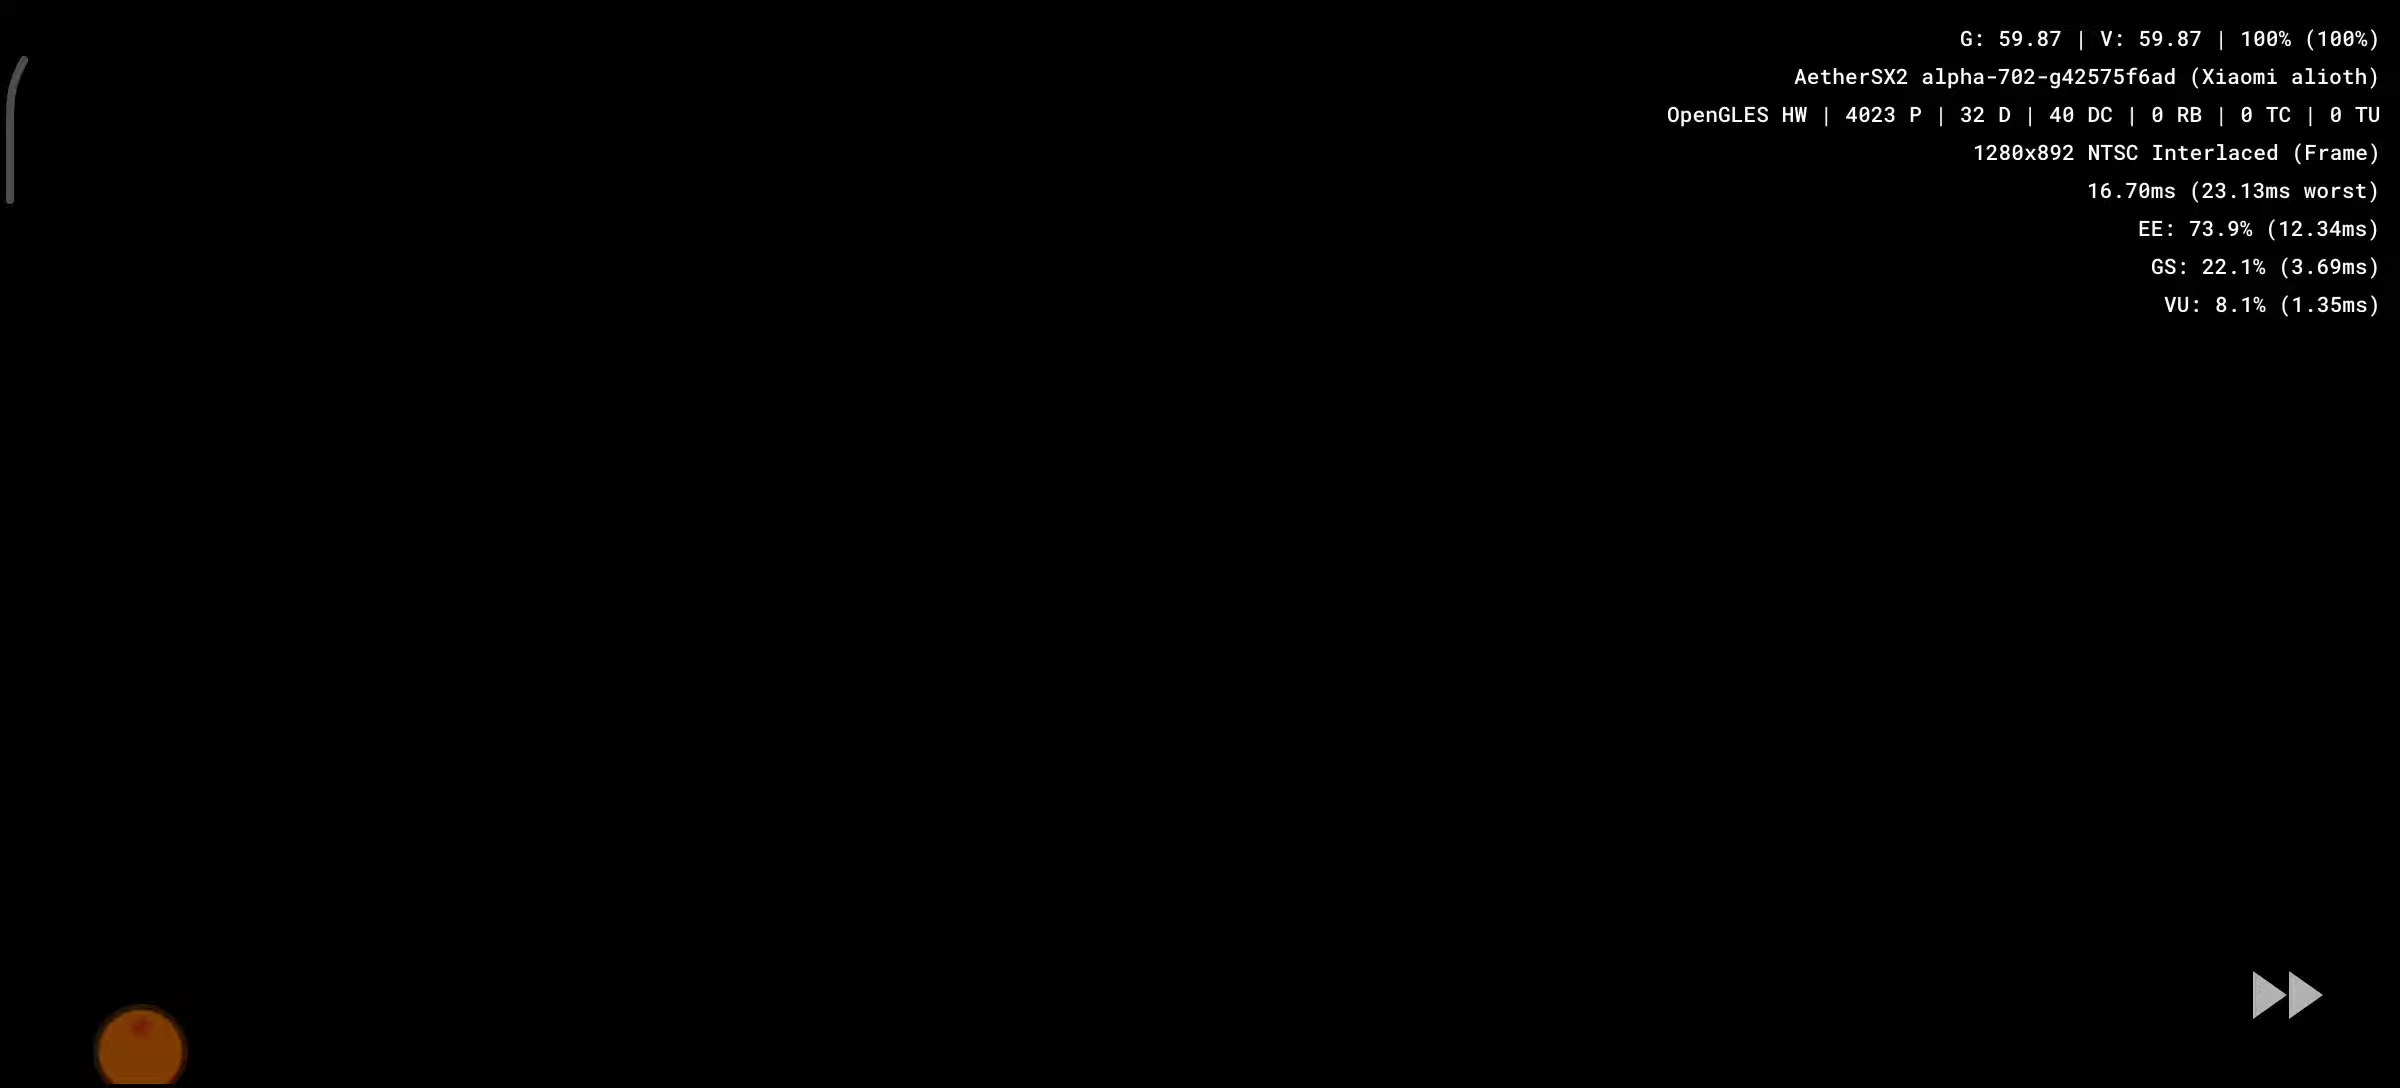 G: 59.87 | V: 59.87 | 100% (100%)
AetherSX2 alpha-702-g42575f6ad (Xiaomi alioth)
OpenGLES HW | 4023 P | 32 D | 40 DC | 0 RB | 0 TC | 0 TU
1280x892 NTSC Interlaced (Frame)
16.70ms (23.13ms worst)
EE: 73.9% (12.34ms)
GS: 22.1% (3.69ms)
VU: 8.1% (1.35ms)